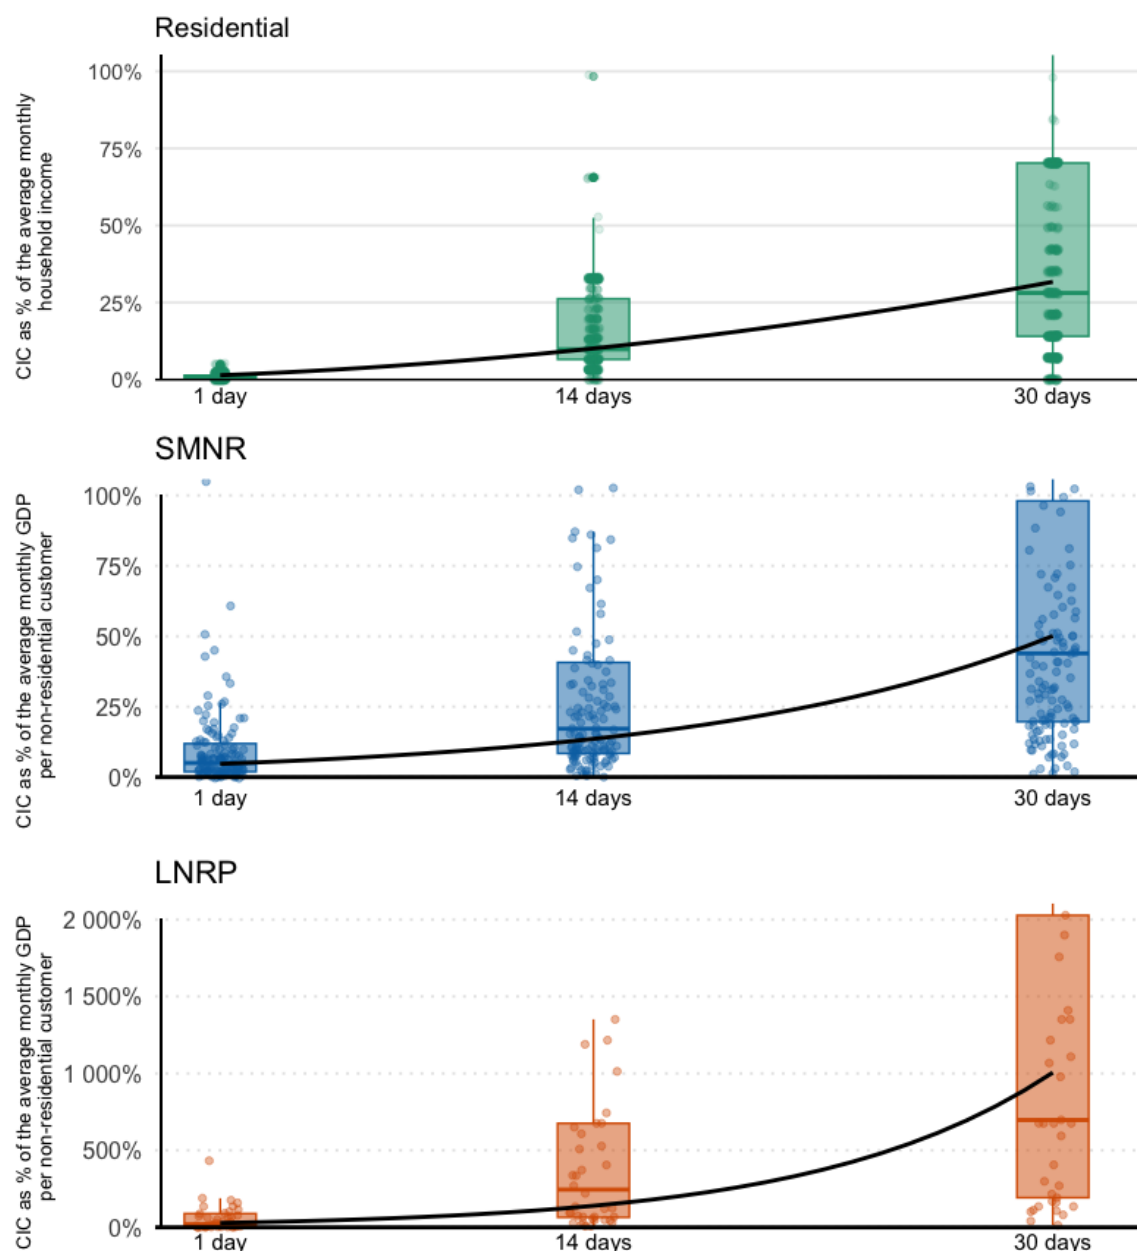 Residential
CIC as % of the average monthly
household income
100%
75%
50%
25%
0%
1 day
14 days
30 days
SMNR
CIC as % of the average monthly GDP
per non-residential customer
100%
75%
50%
25%
0%
1 day
14 days
30 days
LNRP
CIC as % of the average monthly GDP
per non-residential customer
2 000%
1 500%
1 000%
500%
0%
1 day
14 days
30 days